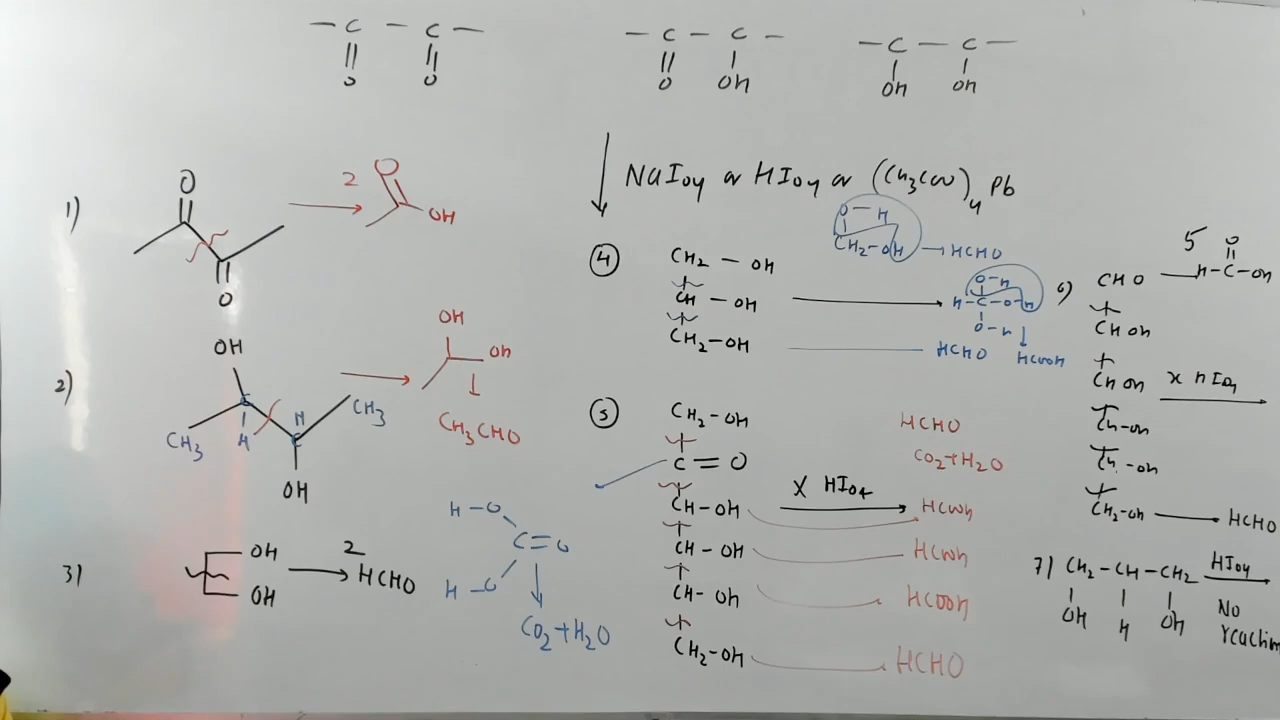 — C — C —
|| ||
O O
— C — C —
|| |
O OH
— C — C —
| |
OH OH
NaIO4 or HIO4 or (CH3COO)4 Pb
1)
O
O
2
O
OH
2)
OH
C
H
CH3
H
C
CH3
OH
OH
OH
↓
CH3CHO
3)
OH
OH
2
→ HCHO
4
CH2 — OH
CH — OH
CH2 — OH
O — H
CH2 — OH → HCHO
O — H
H — C — O — H
O — H
↓
HCHO HCOOH
5
CH2 — OH
C = O
CH — OH
CH — OH
CH — OH
CH2 — OH
X HIO4
HCHO
CO2 + H2O
HCOOH
HCOOH
HCOOH
HCHO
H — O
C = O
H — O
↓
CO2 + H2O
6)
CHO
CHOH
CHOH
CH — OH
CH — OH
CH2 — OH → HCHO
5
O
||
H — C — OH
X HIO4
7) CH2 — CH — CH2
| | |
OH H OH
HIO4
No
reaction